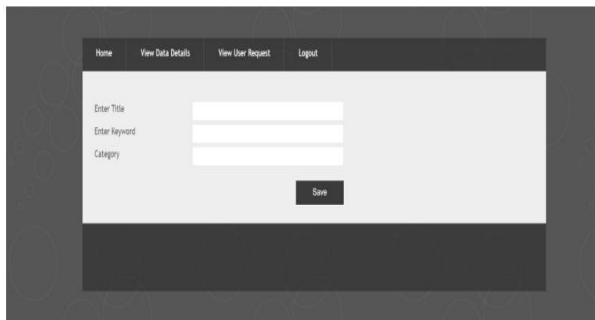 Home View Data Details View User Request Logout
Enter Title
Enter Keyword
Category
Save